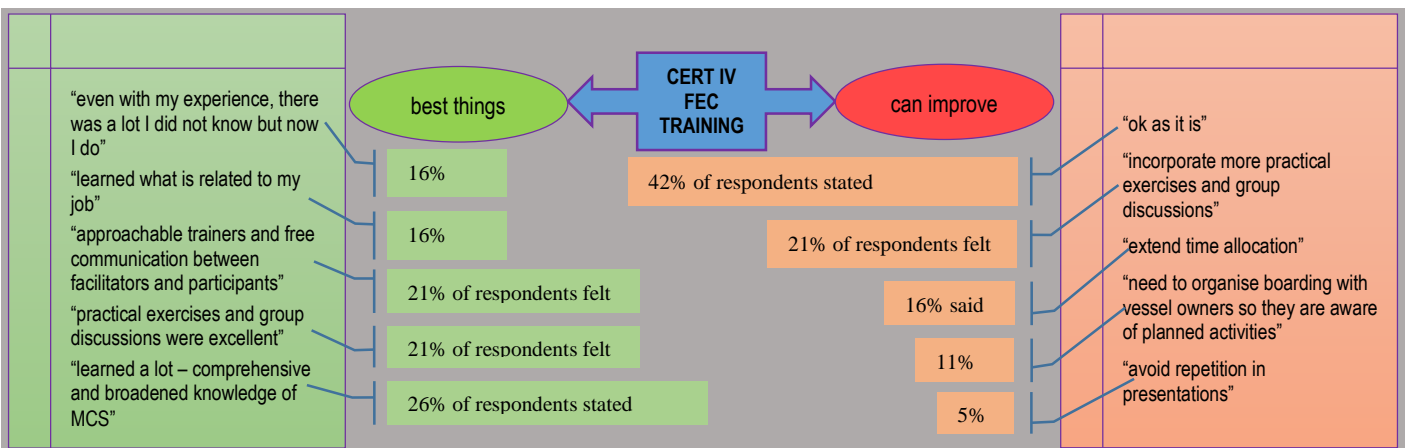 CERT IV
FEC
TRAINING
best things
can improve
“even with my experience, there
was a lot I did not know but now
I do”
“learned what is related to my
job”
“approachable trainers and free
communication between
facilitators and participants”
“practical exercises and group
discussions were excellent”
“learned a lot – comprehensive
and broadened knowledge of
MCS”
16%
16%
21% of respondents felt
21% of respondents felt
26% of respondents stated
42% of respondents stated
21% of respondents felt
16% said
11%
5%
“ok as it is”
“incorporate more practical
exercises and group
discussions”
“extend time allocation”
“need to organise boarding with
vessel owners so they are aware
of planned activities”
“avoid repetition in
presentations”